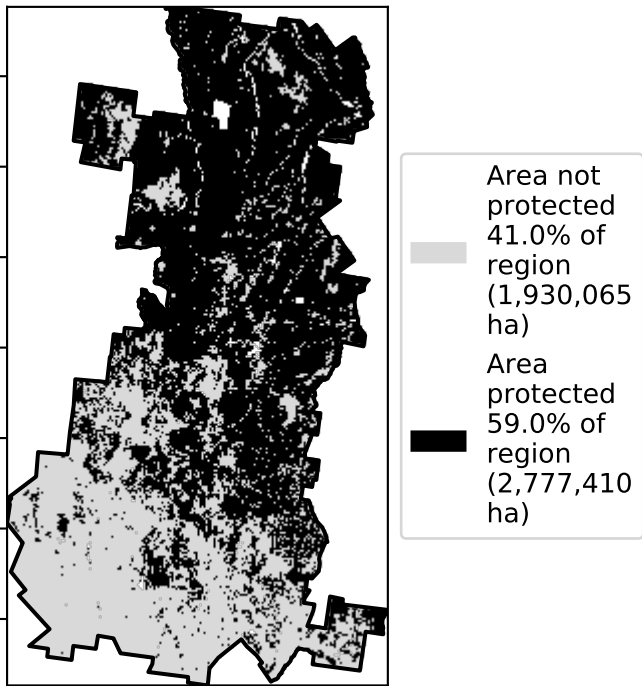 Area not
protected
41.0% of
region
(1,930,065
ha)
Area
protected
59.0% of
region
(2,777,410
ha)